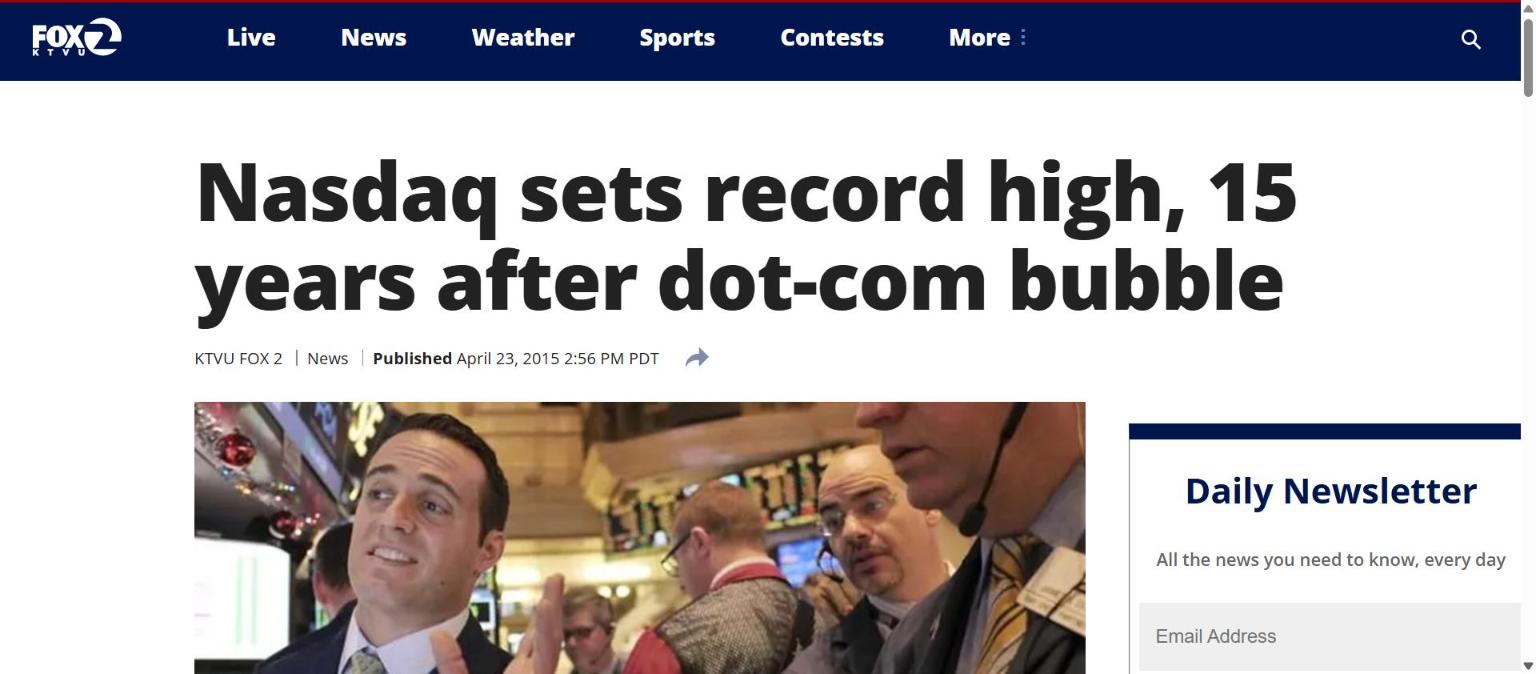 FOX 2
KTVU
Live News Weather Sports Contests More
Nasdaq sets record high, 15
years after dot-com bubble
KTVU FOX 2 | News | Published April 23, 2015 2:56 PM PDT
Daily Newsletter
All the news you need to know, every day
Email Address